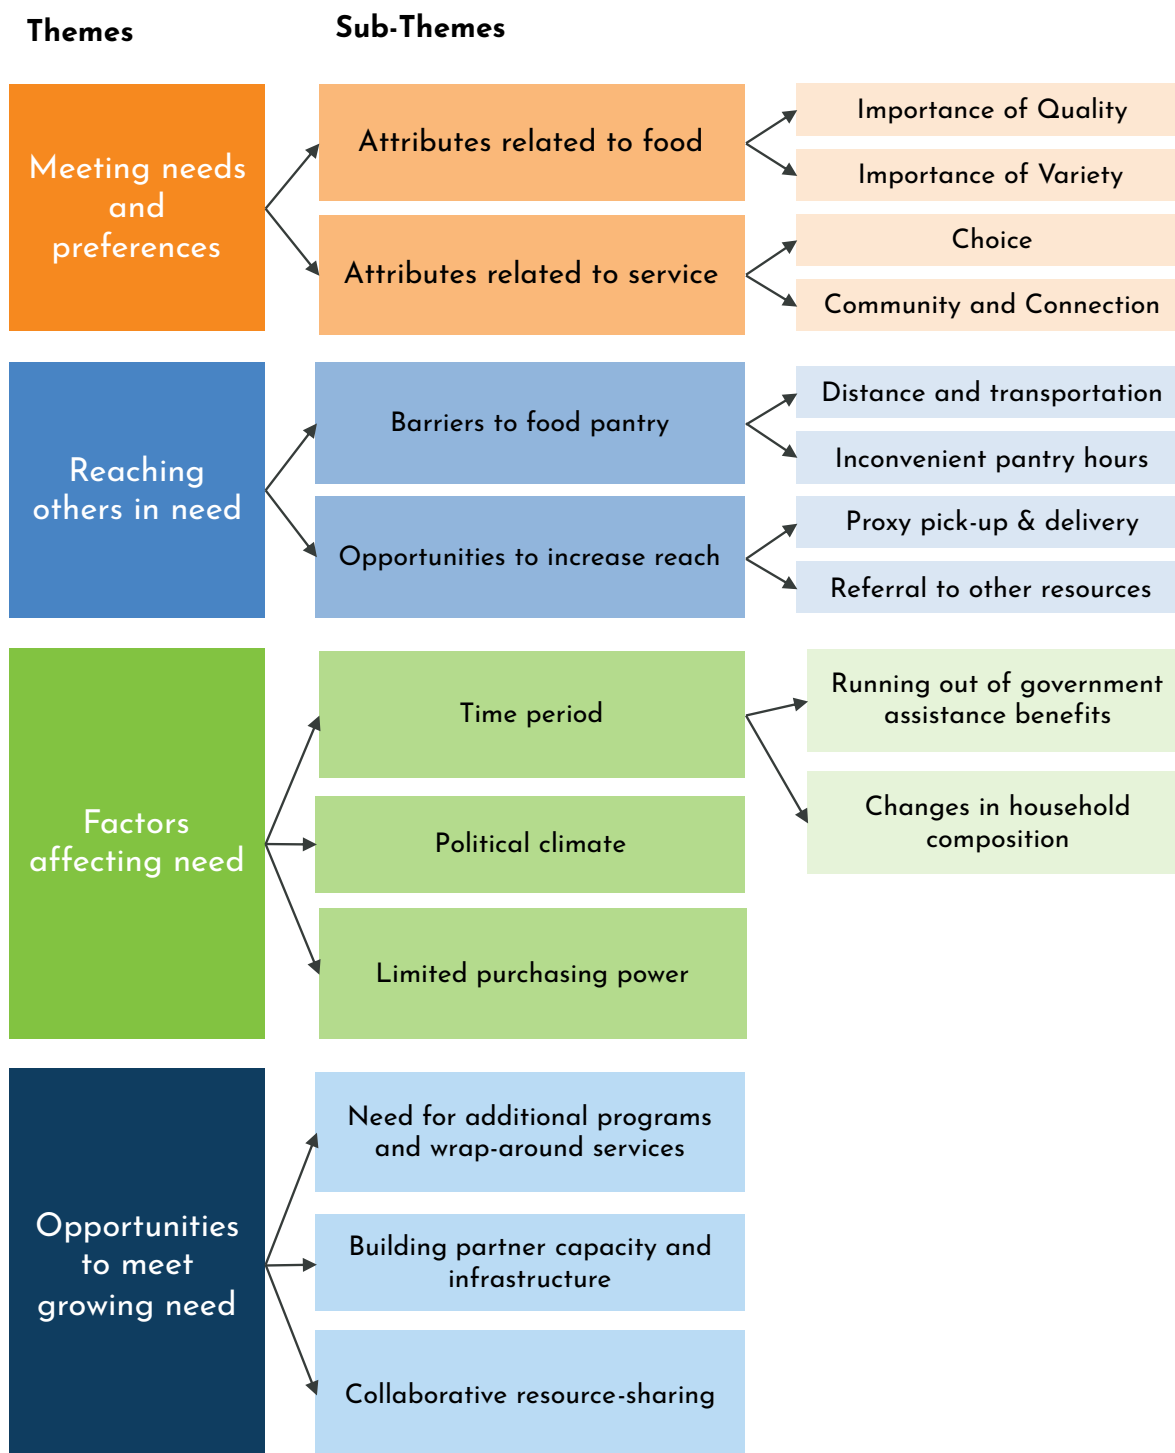 Themes
Sub-Themes
Meeting needs
and
preferences
Attributes related to food
Importance of Quality
Importance of Variety
Attributes related to service
Choice
Community and Connection
Reaching
others in need
Barriers to food pantry
Distance and transportation
Inconvenient pantry hours
Opportunities to increase reach
Proxy pick-up & delivery
Referral to other resources
Factors
affecting need
Time period
Running out of government
assistance benefits
Changes in household
composition
Political climate
Limited purchasing power
Opportunities
to meet
growing need
Need for additional programs
and wrap-around services
Building partner capacity and
infrastructure
Collaborative resource-sharing